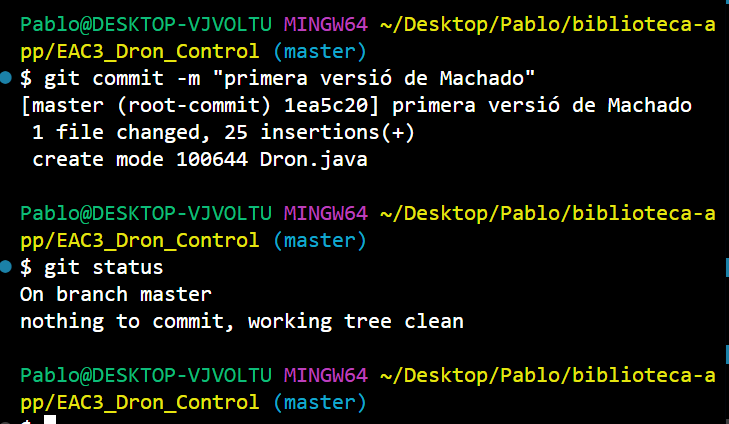 Pablo@DESKTOP-VJVOLTU MINGW64 ~/Desktop/Pablo/biblioteca-a
pp/EAC3_Dron_Control (master)
$ git commit -m "primera versió de Machado"
[master (root-commit) 1ea5c20] primera versió de Machado
 1 file changed, 25 insertions(+)
 create mode 100644 Dron.java

Pablo@DESKTOP-VJVOLTU MINGW64 ~/Desktop/Pablo/biblioteca-a
pp/EAC3_Dron_Control (master)
$ git status
On branch master
nothing to commit, working tree clean

Pablo@DESKTOP-VJVOLTU MINGW64 ~/Desktop/Pablo/biblioteca-a
pp/EAC3_Dron_Control (master)
$